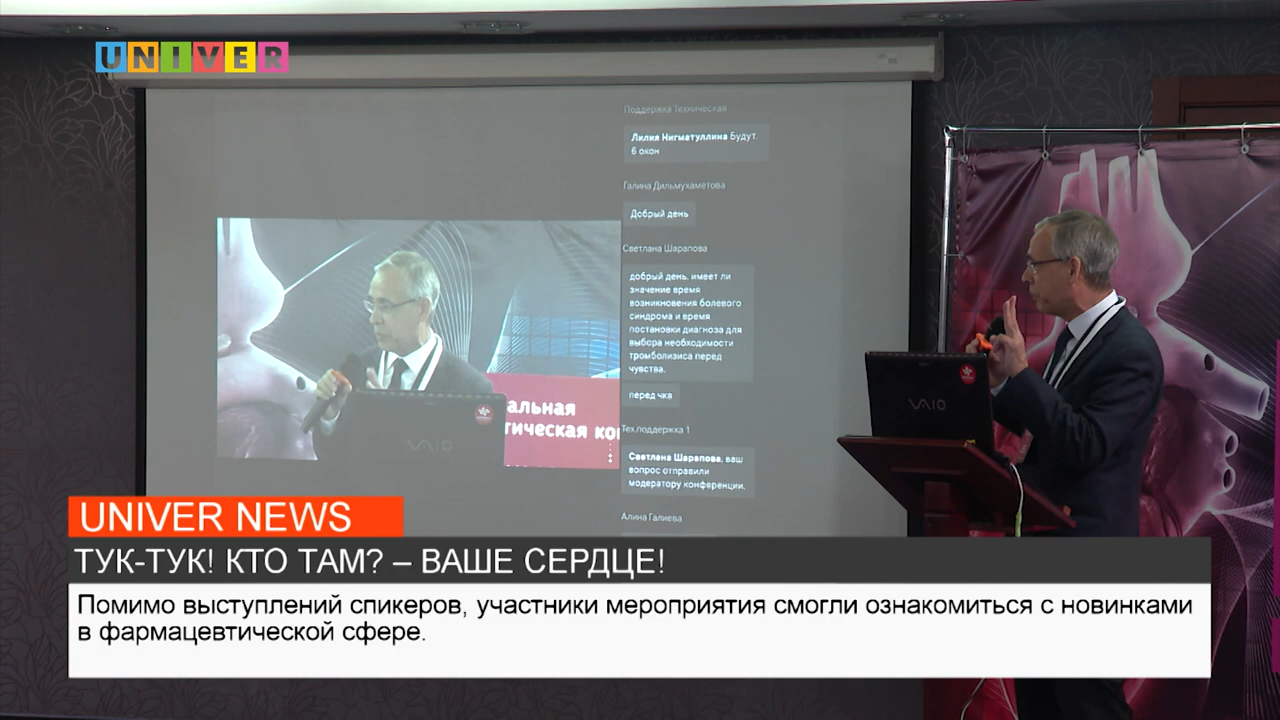 UNIVER
Поддержка Техническая
Лилия Нигматуллина Будут.
6 окон
Галина Дильмухаметова
Добрый день
Светлана Шарапова
добрый день. имеет ли
значение время
возникновения болевого
синдрома и время
постановки диагноза для
выбора необходимости
тромболизиса перед
чувства.
перед чка
Тех.поддержка 1
Светлана Шарапова, ваш
вопрос отправили
модератору конференции.
Алина Галиева
альная
тическая ко
VAIO
VAIO
UNIVER NEWS
ТУК-ТУК! КТО ТАМ? – ВАШЕ СЕРДЦЕ!
Помимо выступлений спикеров, участники мероприятия смогли ознакомиться с новинками
в фармацевтической сфере.